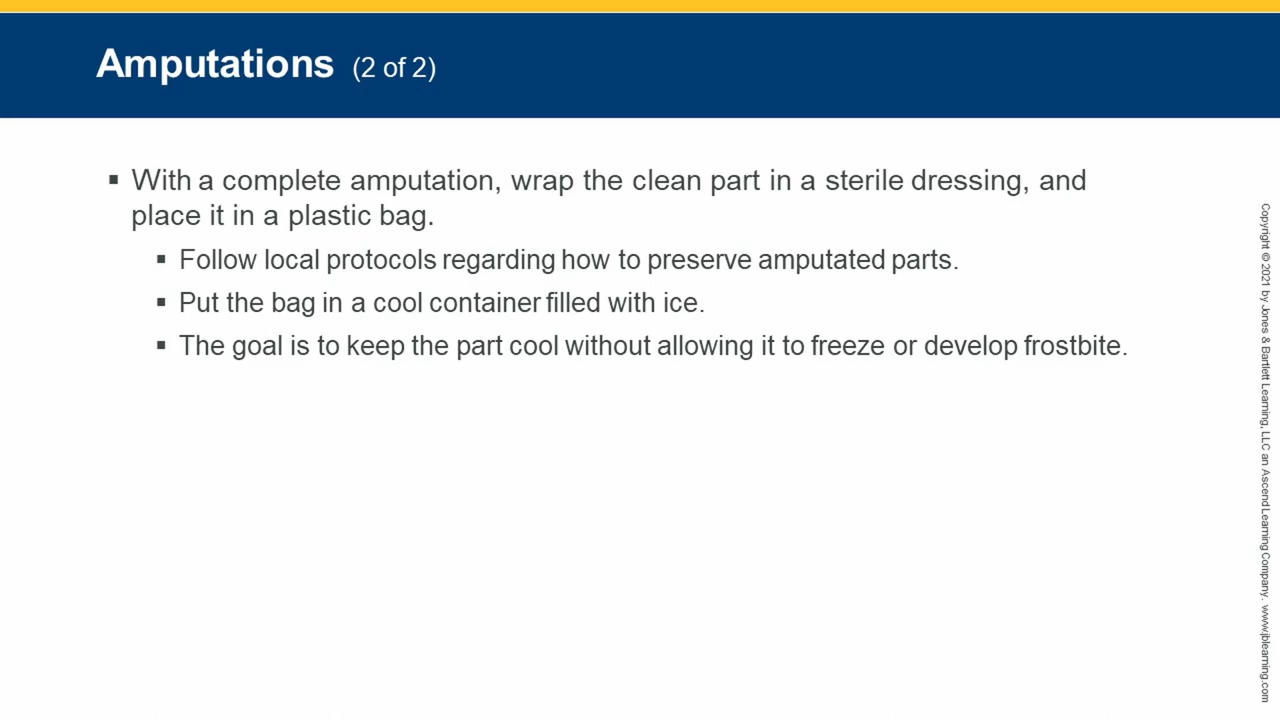 Amputations (2 of 2)
▪ With a complete amputation, wrap the clean part in a sterile dressing, and
place it in a plastic bag.
▪ Follow local protocols regarding how to preserve amputated parts.
▪ Put the bag in a cool container filled with ice.
▪ The goal is to keep the part cool without allowing it to freeze or develop frostbite.
Copyright © 2021 by Jones & Bartlett Learning, LLC an Ascend Learning Company. www.jblearning.com